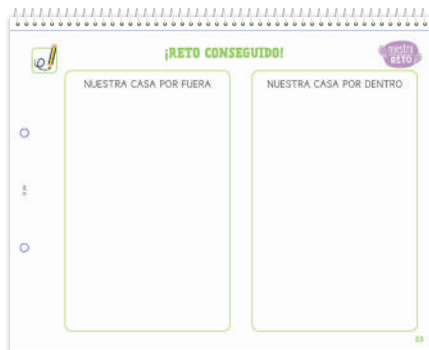 ¡RETO CONSEGUIDO!
nuestro
RETO
NUESTRA CASA POR FUERA
NUESTRA CASA POR DENTRO